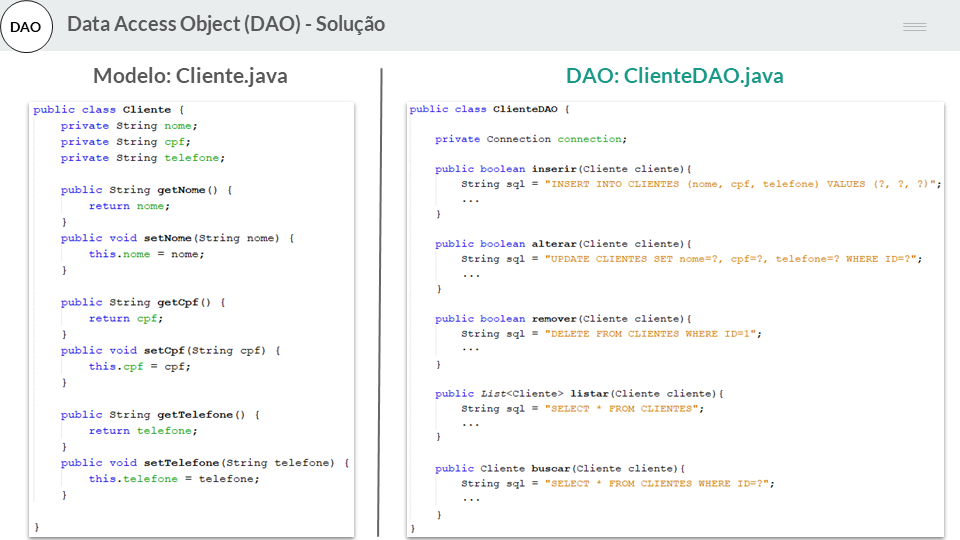 DAO
Data Access Object (DAO) - Solução
Modelo: Cliente.java
public class Cliente {
    private String nome;
    private String cpf;
    private String telefone;

    public String getNome() {
        return nome;
    }
    public void setNome(String nome) {
        this.nome = nome;
    }

    public String getCpf() {
        return cpf;
    }
    public void setCpf(String cpf) {
        this.cpf = cpf;
    }

    public String getTelefone() {
        return telefone;
    }
    public void setTelefone(String telefone) {
        this.telefone = telefone;
    }

}
DAO: ClienteDAO.java
public class ClienteDAO {

    private Connection connection;

    public boolean inserir(Cliente cliente){
        String sql = "INSERT INTO CLIENTES (nome, cpf, telefone) VALUES (?, ?, ?)";
        ...
    }

    public boolean alterar(Cliente cliente){
        String sql = "UPDATE CLIENTES SET nome=?, cpf=?, telefone=? WHERE ID=?";
        ...
    }

    public boolean remover(Cliente cliente){
        String sql = "DELETE FROM CLIENTES WHERE ID=1";
        ...
    }

    public List<Cliente> listar(Cliente cliente){
        String sql = "SELECT * FROM CLIENTES";
        ...
    }

    public Cliente buscar(Cliente cliente){
        String sql = "SELECT * FROM CLIENTES WHERE ID=?";
        ...
    }
}